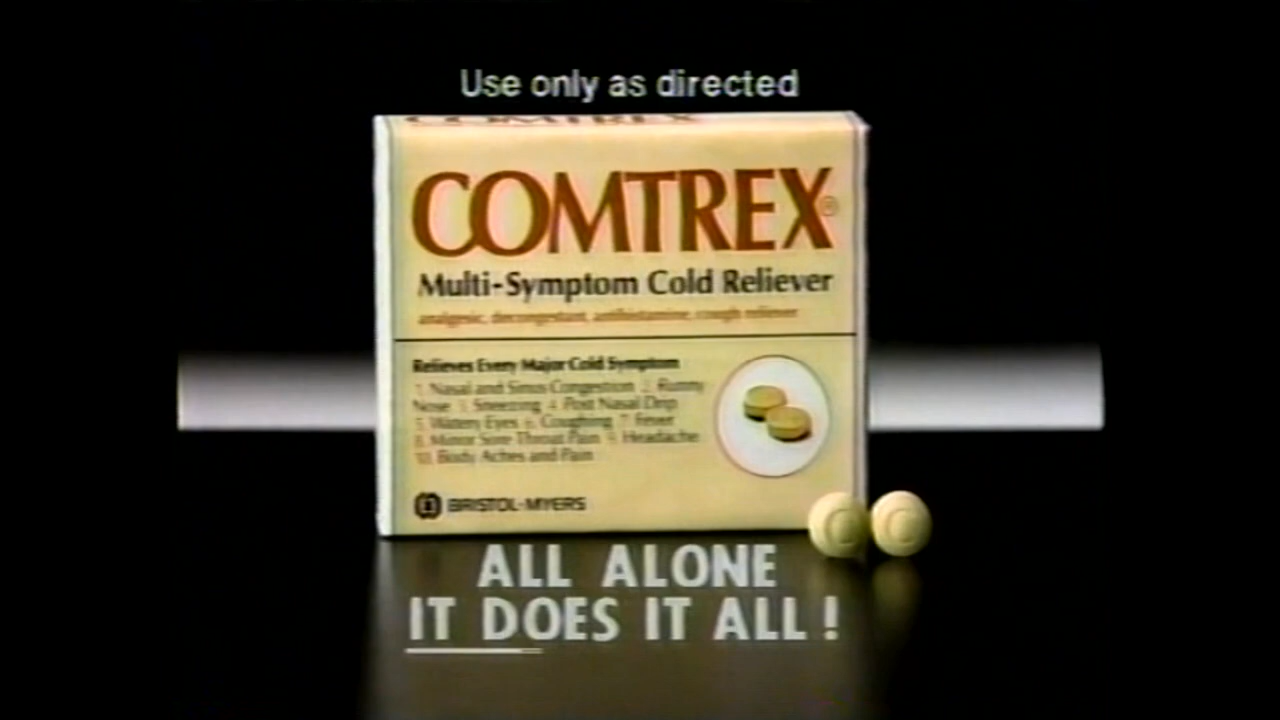 Use only as directed
COMTREX
COMTREX®
Multi-Symptom Cold Reliever
analgesic, decongestant, antihistamine, cough reliever
Relieves Every Major Cold Symptom
1. Nasal and Sinus Congestion 2. Runny
Nose 3. Sneezing 4. Post Nasal Drip
5. Watery Eyes 6. Coughing 7. Fever
8. Minor Sore Throat Pain 9. Headache
10. Body Aches and Pain
BRISTOL-MYERS
ALL ALONE
IT DOES IT ALL!